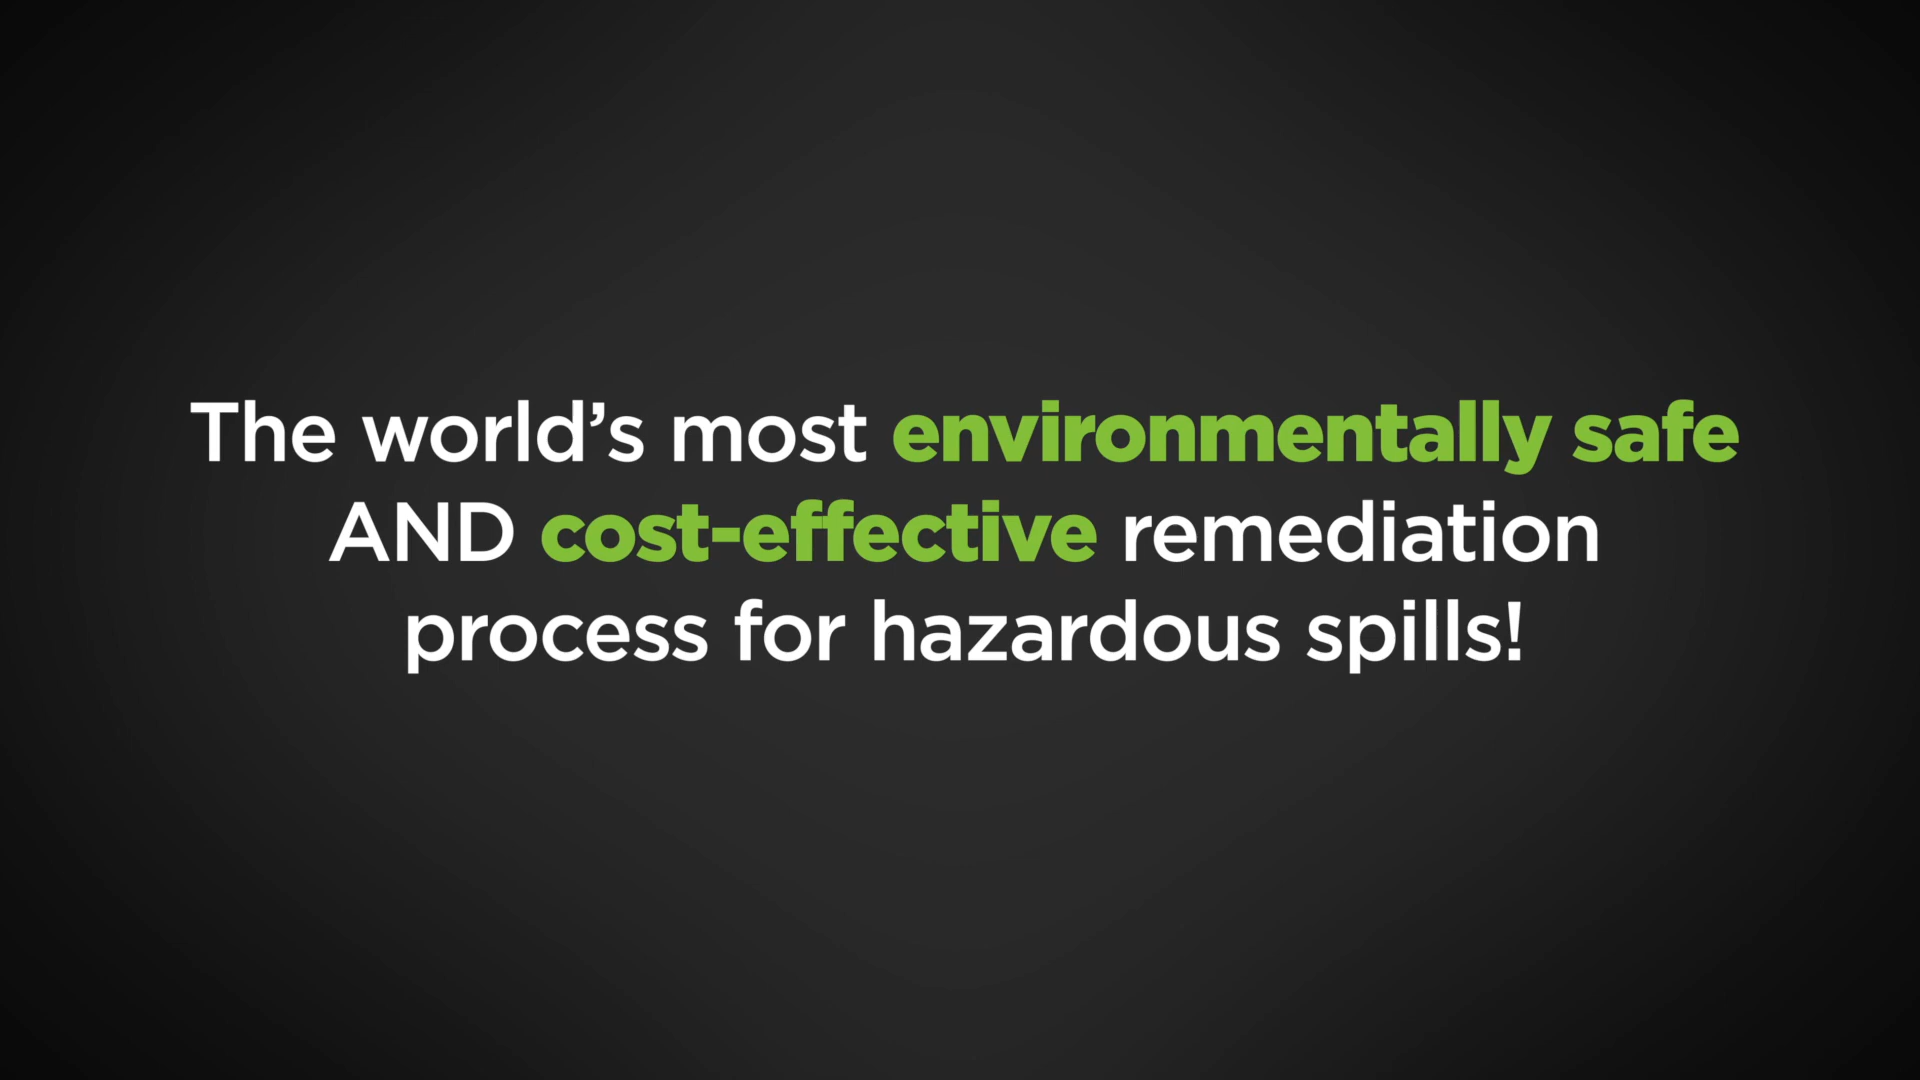 The world’s most environmentally safe
AND cost-effective remediation
process for hazardous spills!